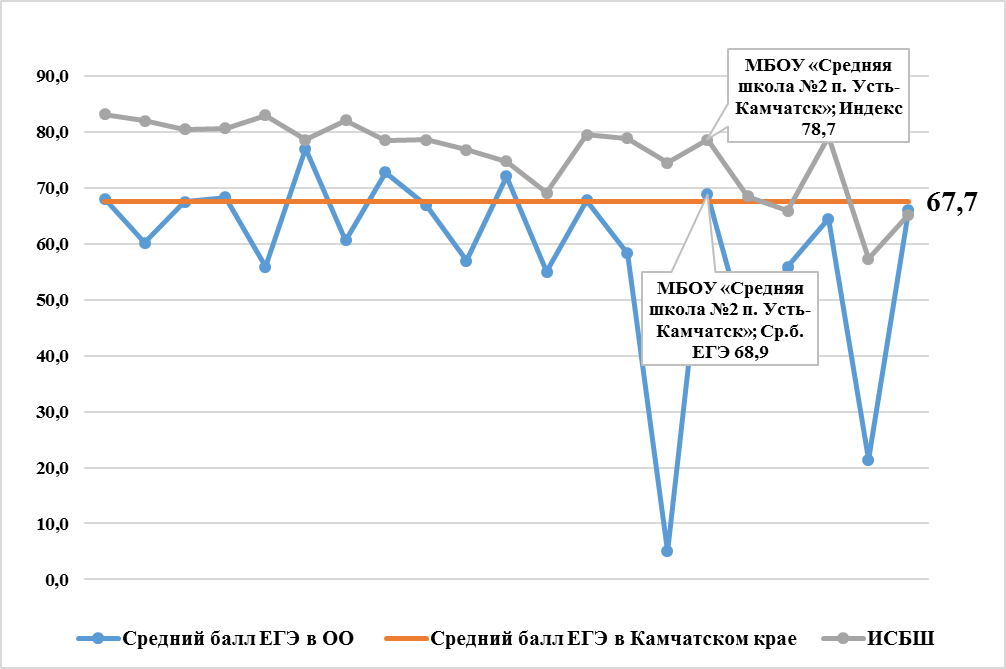 90,0
80,0
70,0
60,0
50,0
40,0
30,0
20,0
10,0
0,0
МБОУ «Средняя
школа №2 п. Усть-
Камчатск»; Индекс
78,7
67,7
МБОУ «Средняя
школа №2 п. Усть-
Камчатск»; Ср.б.
ЕГЭ 68,9
Средний балл ЕГЭ в ОО
Средний балл ЕГЭ в Камчатском крае
ИСБШ